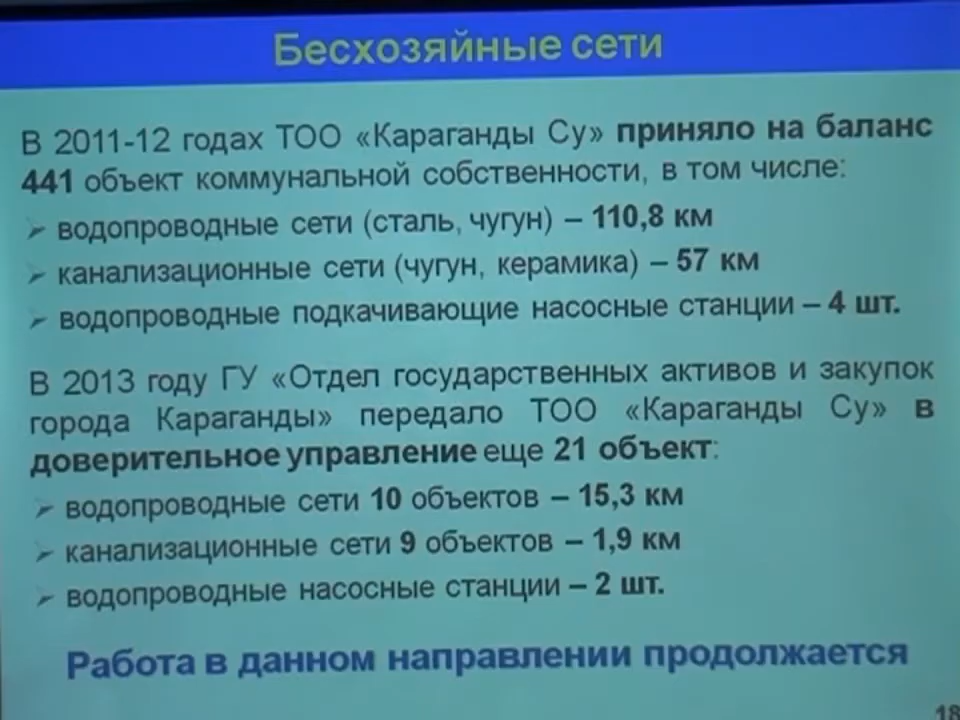 Бесхозяйные сети
В 2011-12 годах ТОО «Караганды Су» приняло на баланс
441 объект коммунальной собственности, в том числе:
➢ водопроводные сети (сталь, чугун) – 110,8 км
➢ канализационные сети (чугун, керамика) – 57 км
➢ водопроводные подкачивающие насосные станции – 4 шт.
В 2013 году ГУ «Отдел государственных активов и закупок
города Караганды» передало ТОО «Караганды Су» в
доверительное управление еще 21 объект:
➢ водопроводные сети 10 объектов – 15,3 км
➢ канализационные сети 9 объектов – 1,9 км
➢ водопроводные насосные станции – 2 шт.
Работа в данном направлении продолжается
18